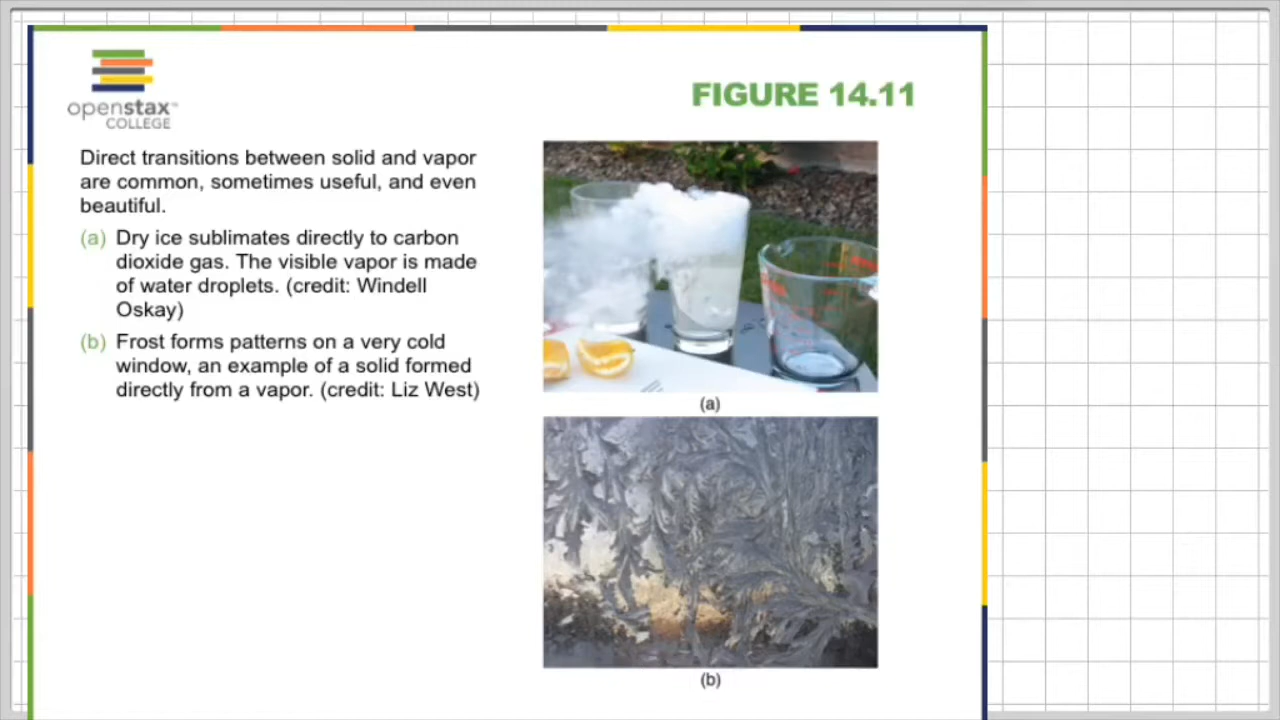 openstax™
COLLEGE
FIGURE 14.11
Direct transitions between solid and vapor
are common, sometimes useful, and even
beautiful.
(a) Dry ice sublimates directly to carbon
dioxide gas. The visible vapor is made
of water droplets. (credit: Windell
Oskay)
(b) Frost forms patterns on a very cold
window, an example of a solid formed
directly from a vapor. (credit: Liz West)
(a)
(b)